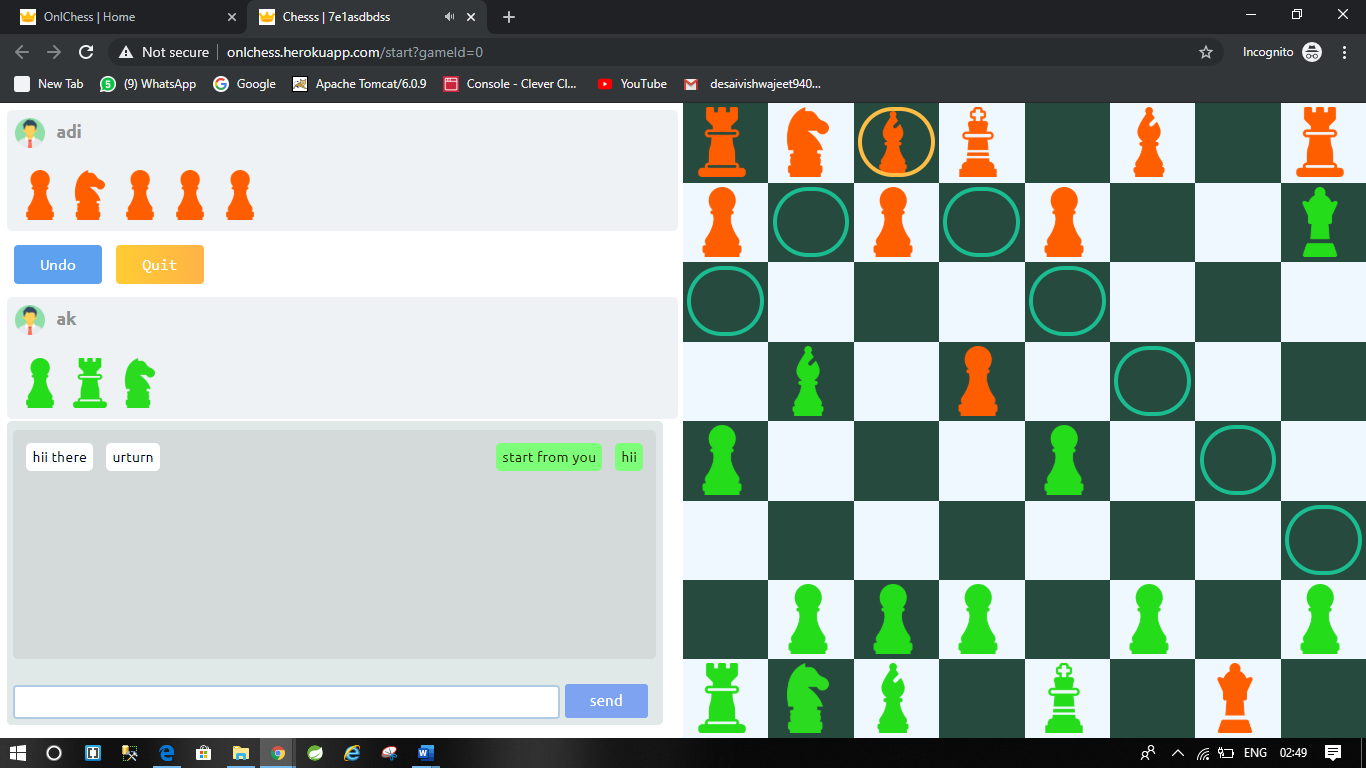 OnlChess | Home
Chesss | 7e1asdbdss
Not secure | onlchess.herokuapp.com/start?gameId=0
Incognito
New Tab
(9) WhatsApp
Google
Apache Tomcat/6.0.9
Console - Clever Cl...
YouTube
desaivishwajeet940...
adi
Undo
Quit
ak
hii there
urturn
start from you
hii
send
ENG
02:49